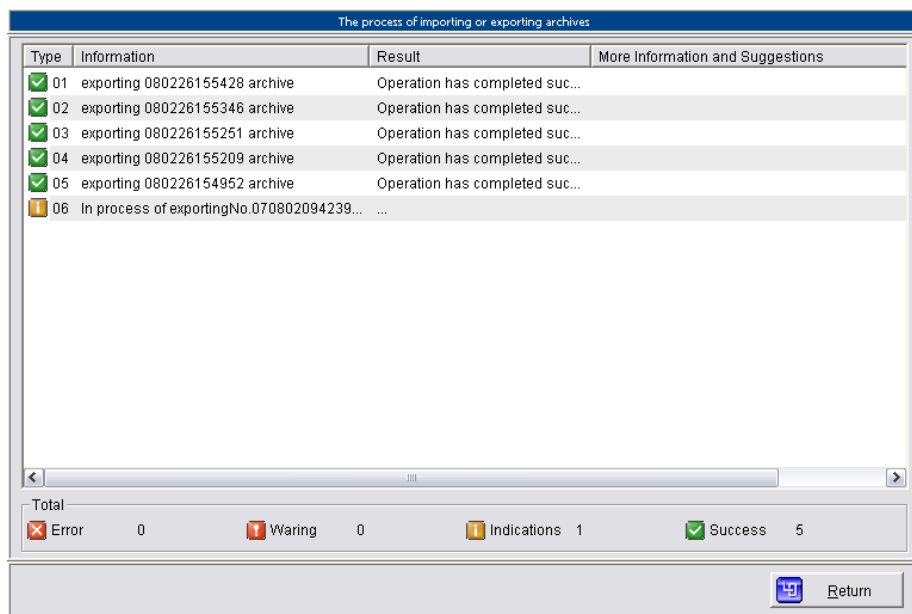 The process of importing or exporting archives
Type Information Result More Information and Suggestions
01 exporting 080226155428 archive Operation has completed suc...
02 exporting 080226155346 archive Operation has completed suc...
03 exporting 080226155251 archive Operation has completed suc...
04 exporting 080226155209 archive Operation has completed suc...
05 exporting 080226154952 archive Operation has completed suc...
06 In process of exportingNo.070802094239... ...
Total
Error 0 Waring 0 Indications 1 Success 5
Return